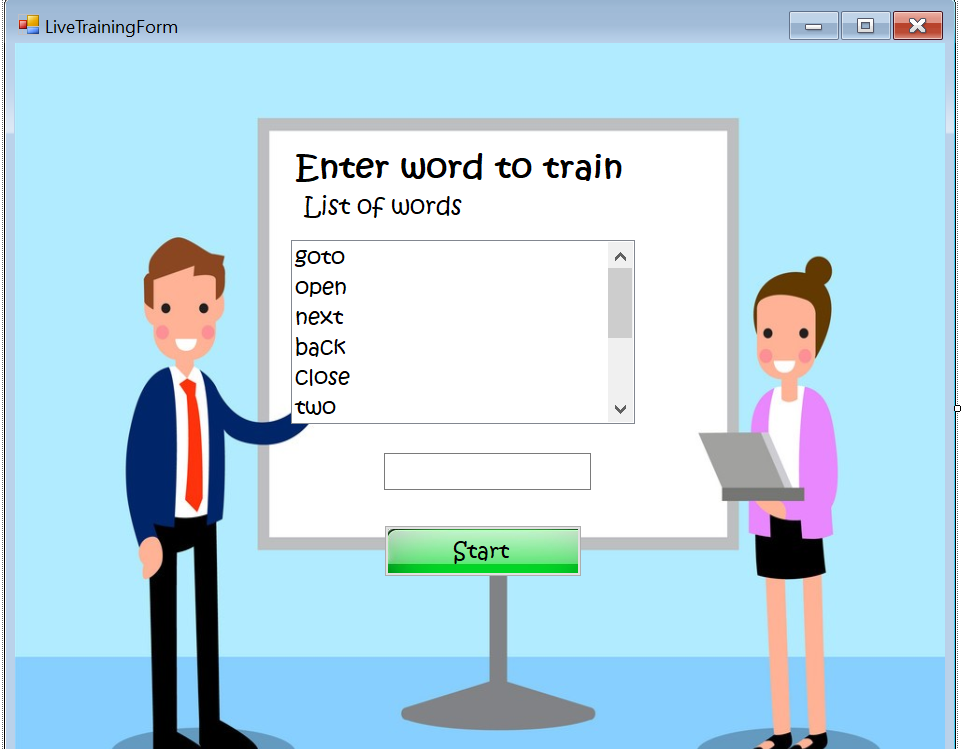 LiveTrainingForm
Enter word to train
List of words
goto
open
next
back
close
two
Start